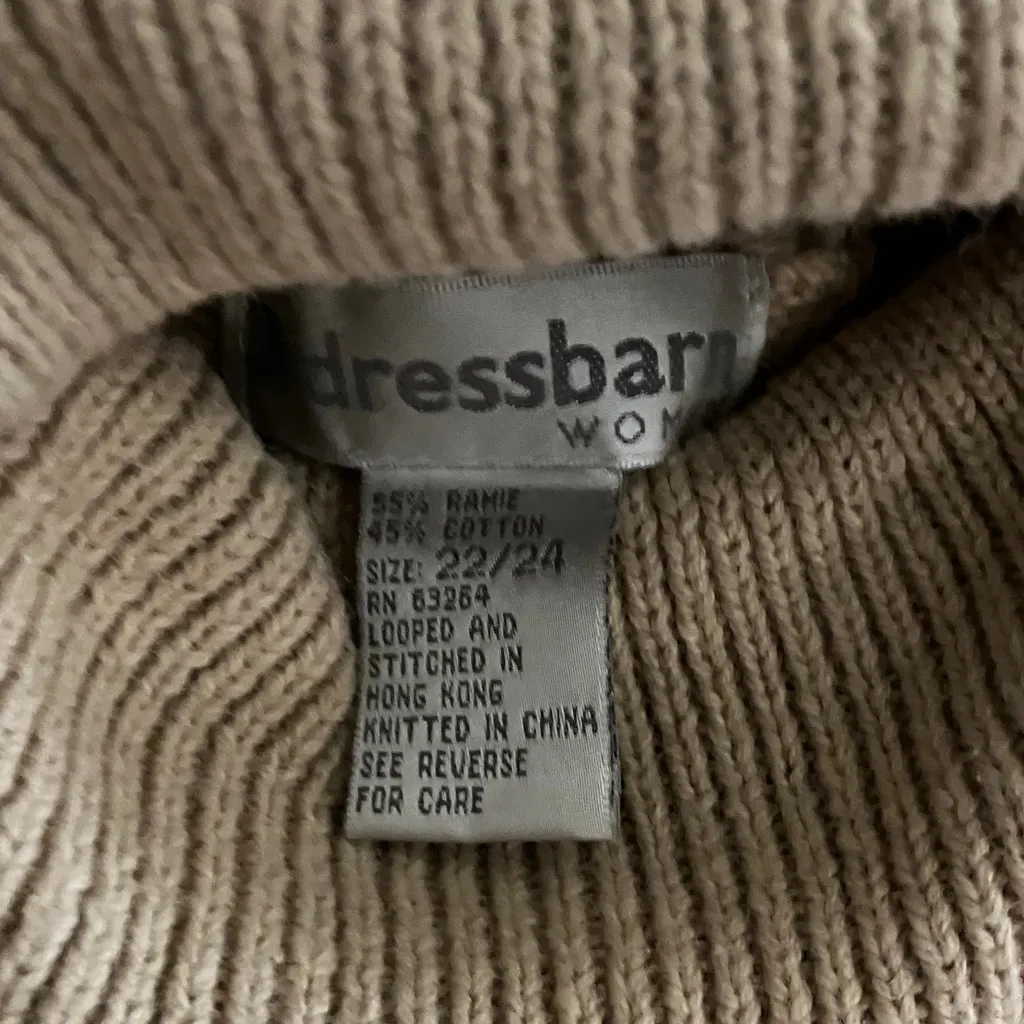 dressbarn
WOM
55% RAMIE
45% COTTON
SIZE: 22/24
RN 63264
LOOPED AND
STITCHED IN
HONG KONG
KNITTED IN CHINA
SEE REVERSE
FOR CARE